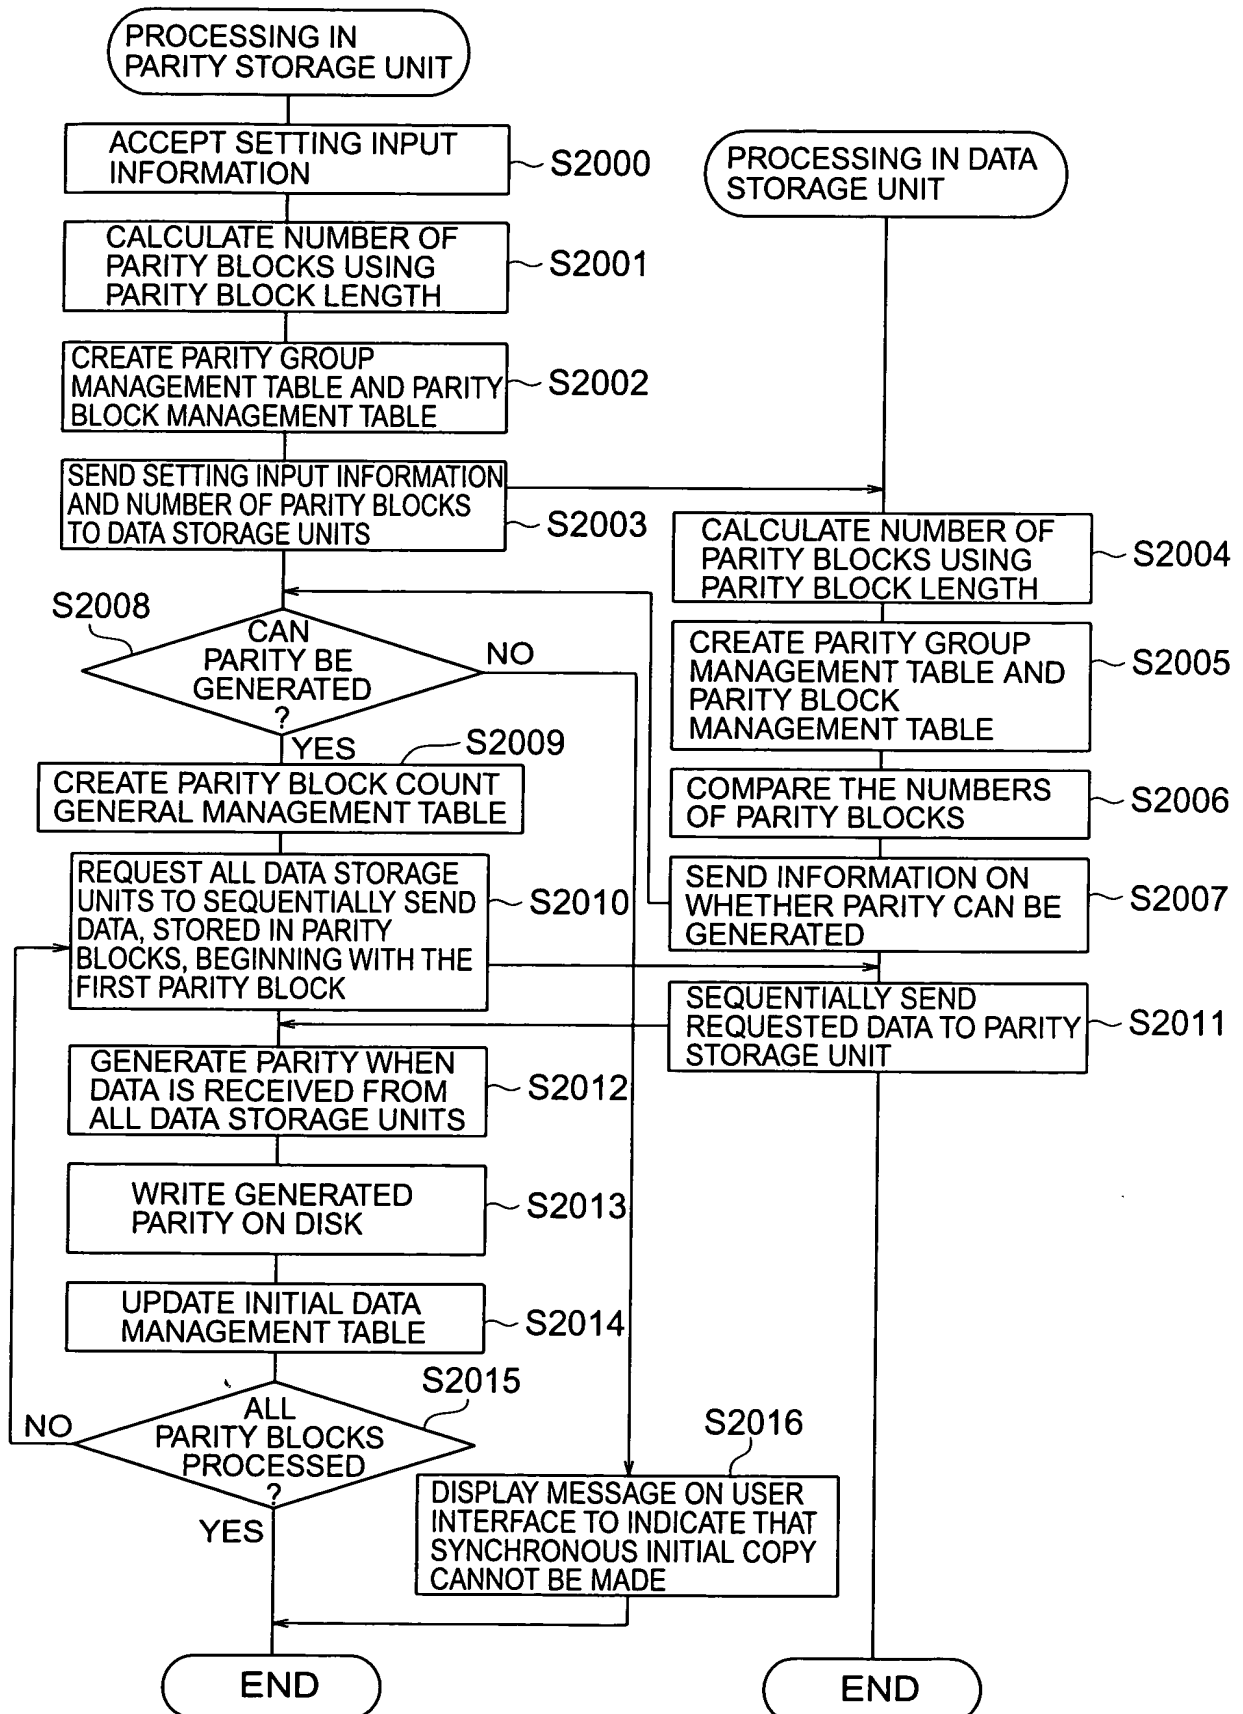 PROCESSING IN
PARITY STORAGE UNIT
ACCEPT SETTING INPUT
INFORMATION
S2000
CALCULATE NUMBER OF
PARITY BLOCKS USING
PARITY BLOCK LENGTH
S2001
CREATE PARITY GROUP
MANAGEMENT TABLE AND PARITY
BLOCK MANAGEMENT TABLE
S2002
SEND SETTING INPUT INFORMATION
AND NUMBER OF PARITY BLOCKS
TO DATA STORAGE UNITS
S2003
PROCESSING IN DATA
STORAGE UNIT
CALCULATE NUMBER OF
PARITY BLOCKS USING
PARITY BLOCK LENGTH
S2004
CREATE PARITY GROUP
MANAGEMENT TABLE AND
PARITY BLOCK
MANAGEMENT TABLE
S2005
COMPARE THE NUMBERS
OF PARITY BLOCKS
S2006
SEND INFORMATION ON
WHETHER PARITY CAN BE
GENERATED
S2007
S2008
CAN
PARITY BE
GENERATED
?
NO
YES
S2009
CREATE PARITY BLOCK COUNT
GENERAL MANAGEMENT TABLE
REQUEST ALL DATA STORAGE
UNITS TO SEQUENTIALLY SEND
DATA, STORED IN PARITY
BLOCKS, BEGINNING WITH THE
FIRST PARITY BLOCK
S2010
SEQUENTIALLY SEND
REQUESTED DATA TO PARITY
STORAGE UNIT
S2011
GENERATE PARITY WHEN
DATA IS RECEIVED FROM
ALL DATA STORAGE UNITS
S2012
WRITE GENERATED
PARITY ON DISK
S2013
UPDATE INITIAL DATA
MANAGEMENT TABLE
S2014
S2015
ALL
PARITY BLOCKS
PROCESSED
?
NO
YES
S2016
DISPLAY MESSAGE ON USER
INTERFACE TO INDICATE THAT
SYNCHRONOUS INITIAL COPY
CANNOT BE MADE
END
END